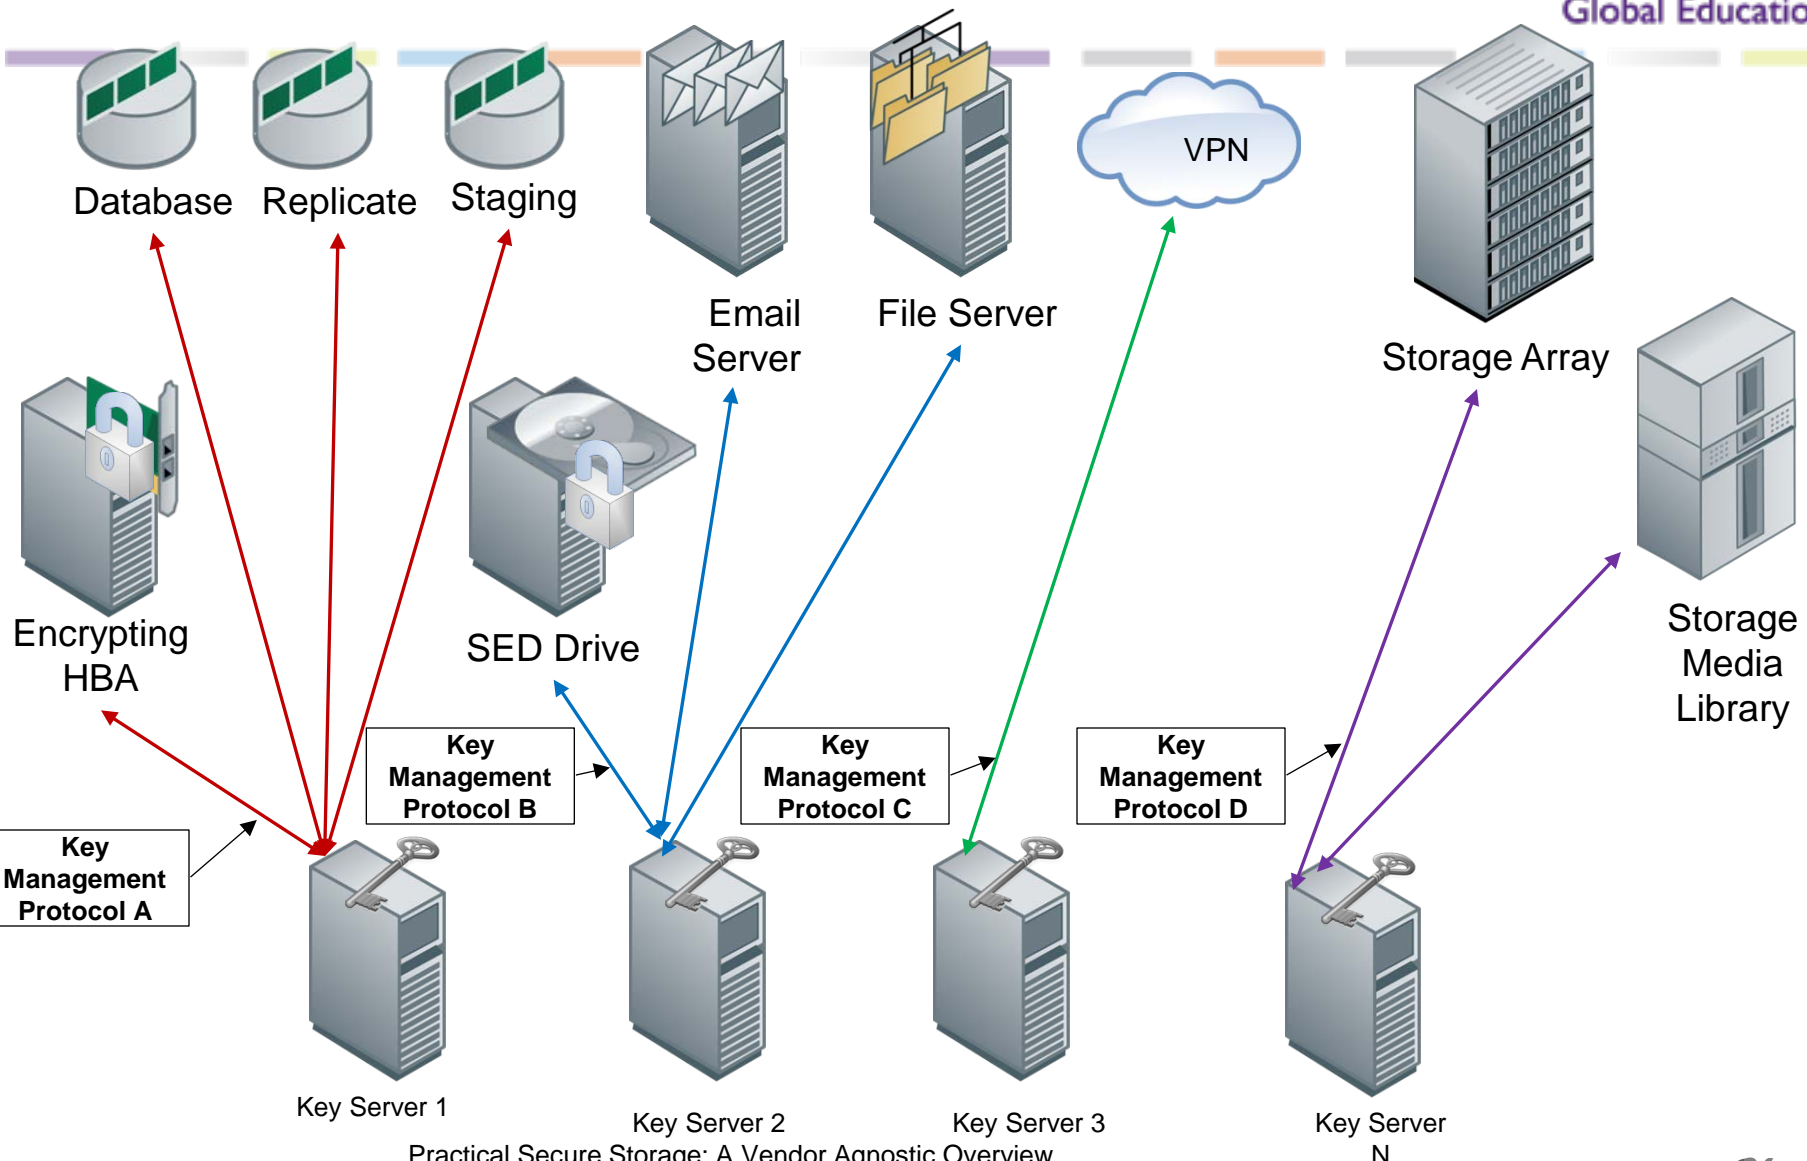 Global Educatio
VPN
Database
Replicate
Staging
Email
Server
File Server
Storage Array
Encrypting
HBA
SED Drive
Storage
Media
Library
Key
Management
Protocol A
Key
Management
Protocol B
Key
Management
Protocol C
Key
Management
Protocol D
Key Server 1
Key Server 2
Key Server 3
Key Server
N
Practical Secure Storage: A Vendor Agnostic Overview